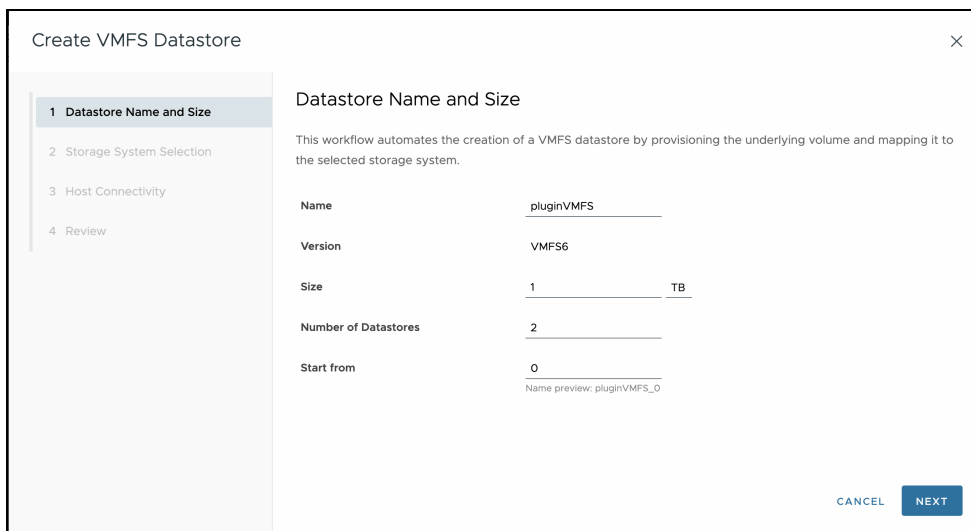 Create VMFS Datastore
1 Datastore Name and Size
2 Storage System Selection
3 Host Connectivity
4 Review
Datastore Name and Size
This workflow automates the creation of a VMFS datastore by provisioning the underlying volume and mapping it to
the selected storage system.
Name pluginVMFS
Version VMFS6
Size 1 TB
Number of Datastores 2
Start from 0
Name preview: pluginVMFS_0
CANCEL NEXT